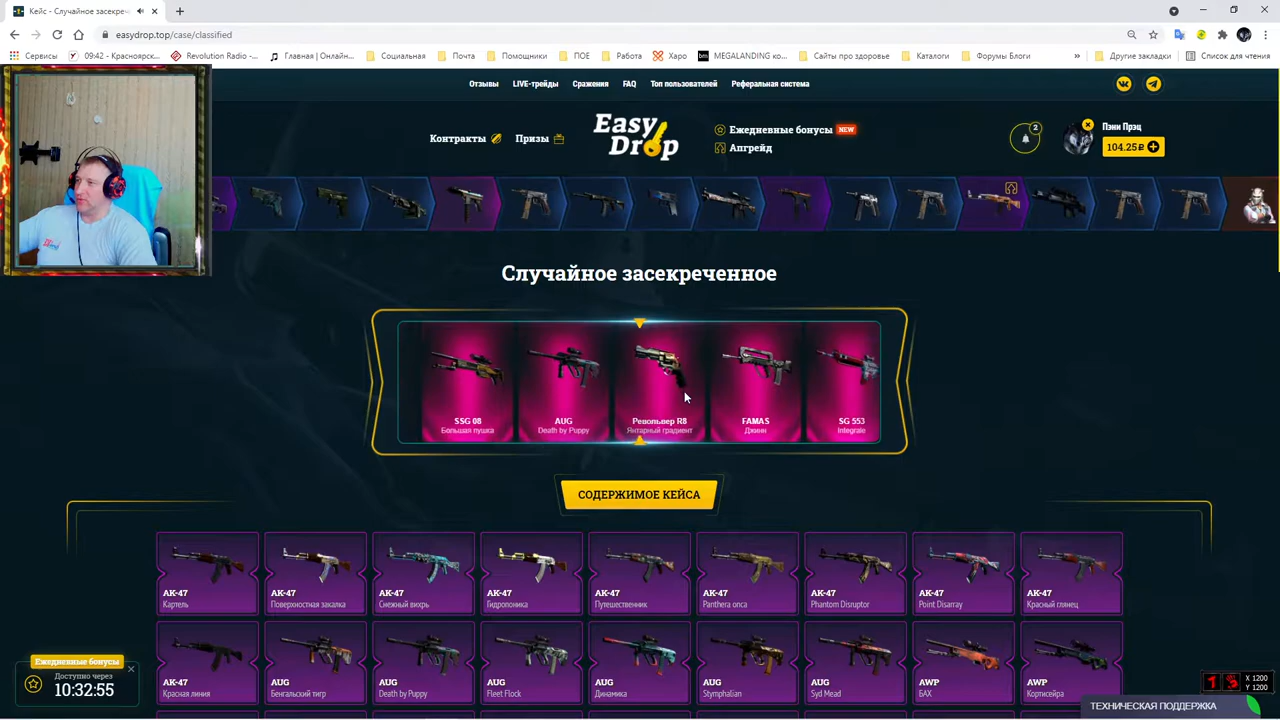 Кейс - Случайное засекреч
easydrop.top/case/classified
Сервисы
09:42 - Красноярск...
Revolution Radio -...
Главная | Онлайн...
Социальная
Почты
Помощники
ПОЕ
Работа
Харо
MEGABANDING ко...
Сайты про здоровье
Каталоги
Форумы Блоги
»
Другие закладки
Список для чтения
Отзывы
LIVE-трейды
Сражения
FAQ
Топ пользователей
Реферальная система
Контракты
Призы
Easy Drop
Ежедневные бонусы NEW
Апгрейд
2
Пэни Прэц
104.25 ₽
Случайное засекреченное
SSG 08
Большая пушка
AUG
Death by Puppy
Револьвер R8
Янтарный градиент
FAMAS
Джинн
SG 553
Integrale
СОДЕРЖИМОЕ КЕЙСА
AK-47
Картель
AK-47
Поверхностная закалка
AK-47
Снежный вихрь
AK-47
Гидропоника
AK-47
Путешественник
AK-47
Panthera onca
AK-47
Phantom Disruptor
AK-47
Point Disarray
AK-47
Красный глянец
AK-47
Красная линия
AUG
Бенгальский тигр
AUG
Death by Puppy
AUG
Fleet Flock
AUG
Динамика
AUG
Stymphalian
AUG
Syd Mead
AWP
БАХ
AWP
Кортисейра
Ежедневные бонусы
Доступно через
10:32:55
X 1200
Y 1200
ТЕХНИЧЕСКАЯ ПОДДЕРЖКА